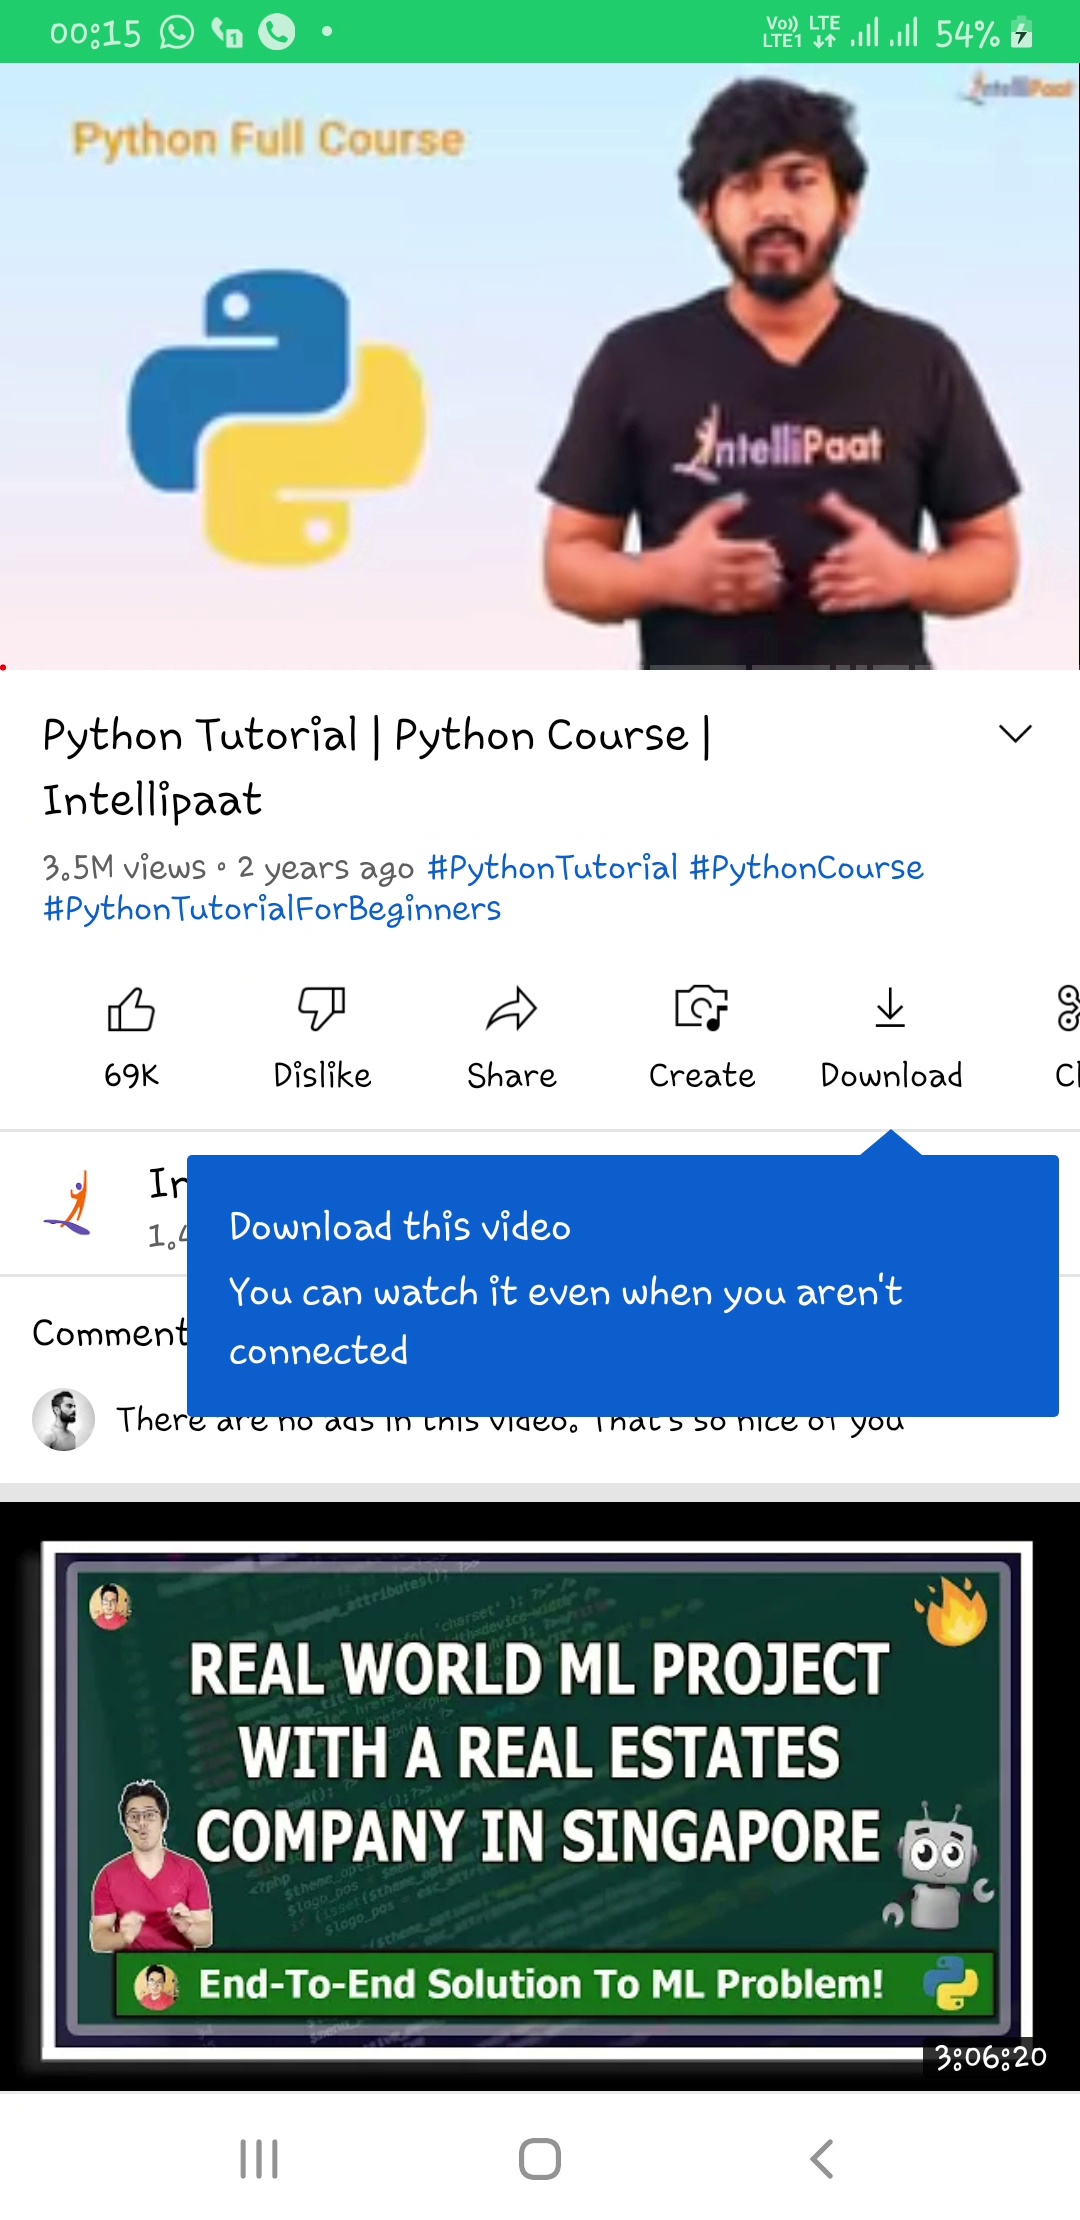 00:15
1
Vo)) LTE
LTE1
54%
IntelliPaat
Python Full Course
IntelliPaat
Python Tutorial | Python Course |
Intellipaat
3.5M views • 2 years ago #PythonTutorial #PythonCourse
#PythonTutorialForBeginners
69K
Dislike
Share
Create
Download
Download this video
You can watch it even when you aren't
connected
Comment
There are no ads in this video. That's so nice of you
REAL WORLD ML PROJECT
WITH A REAL ESTATES
COMPANY IN SINGAPORE
End-To-End Solution To ML Problem!
3:06:20